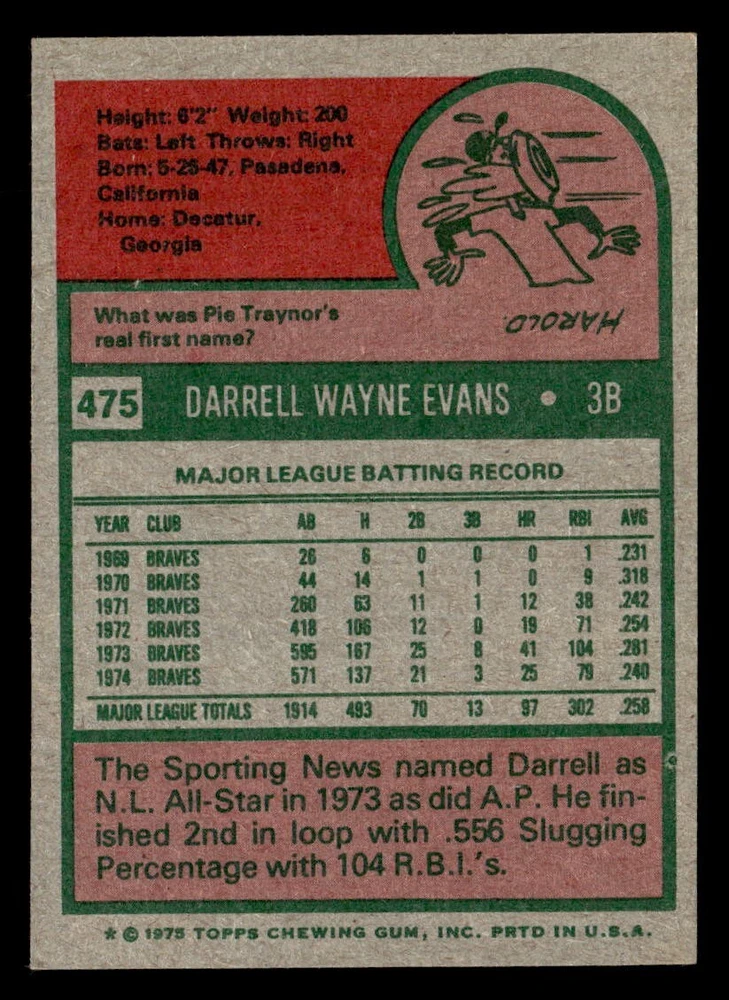 Height: 6'2" Weight: 200
Bats: Left Throws: Right
Born: 5-26-47, Pasadena,
California
Home: Decatur,
Georgia
What was Pie Traynor's
real first name?
HAROLD.
475 DARRELL WAYNE EVANS • 3B
MAJOR LEAGUE BATTING RECORD
YEAR CLUB AB H 2B 3B HR RBI AVG
1969 BRAVES 26 6 0 0 0 1 .231
1970 BRAVES 44 14 1 1 0 9 .318
1971 BRAVES 260 63 11 1 12 38 .242
1972 BRAVES 418 106 12 0 19 71 .254
1973 BRAVES 595 167 25 8 41 104 .281
1974 BRAVES 571 137 21 3 25 79 .240
MAJOR LEAGUE TOTALS 1914 493 70 13 97 302 .258
The Sporting News named Darrell as
N.L. All-Star in 1973 as did A.P. He fin-
ished 2nd in loop with .556 Slugging
Percentage with 104 R.B.I.'s.
* © 1975 TOPPS CHEWING GUM, INC. PRTD IN U.S.A.